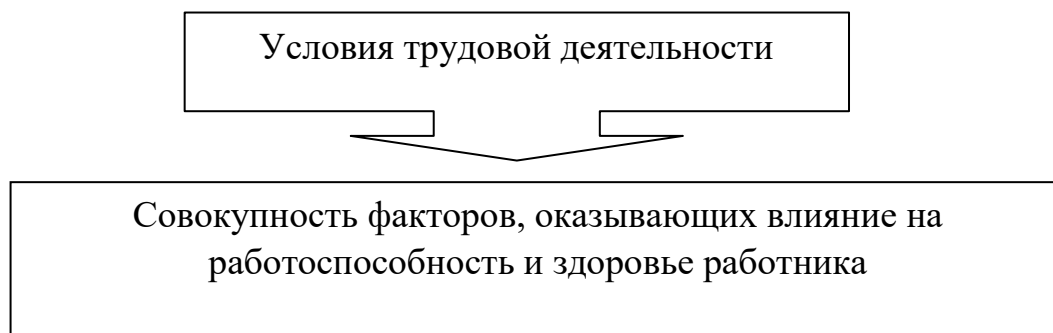 Условия трудовой деятельности
Совокупность факторов, оказывающих влияние на
работоспособность и здоровье работника